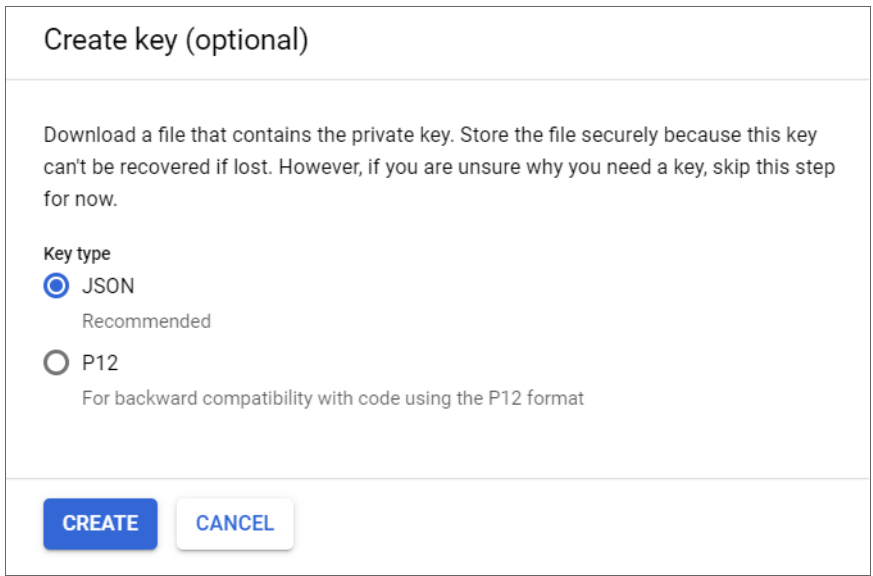 Create key (optional)
Download a file that contains the private key. Store the file securely because this key
can't be recovered if lost. However, if you are unsure why you need a key, skip this step
for now.
Key type
JSON
Recommended
P12
For backward compatibility with code using the P12 format
CREATE
CANCEL